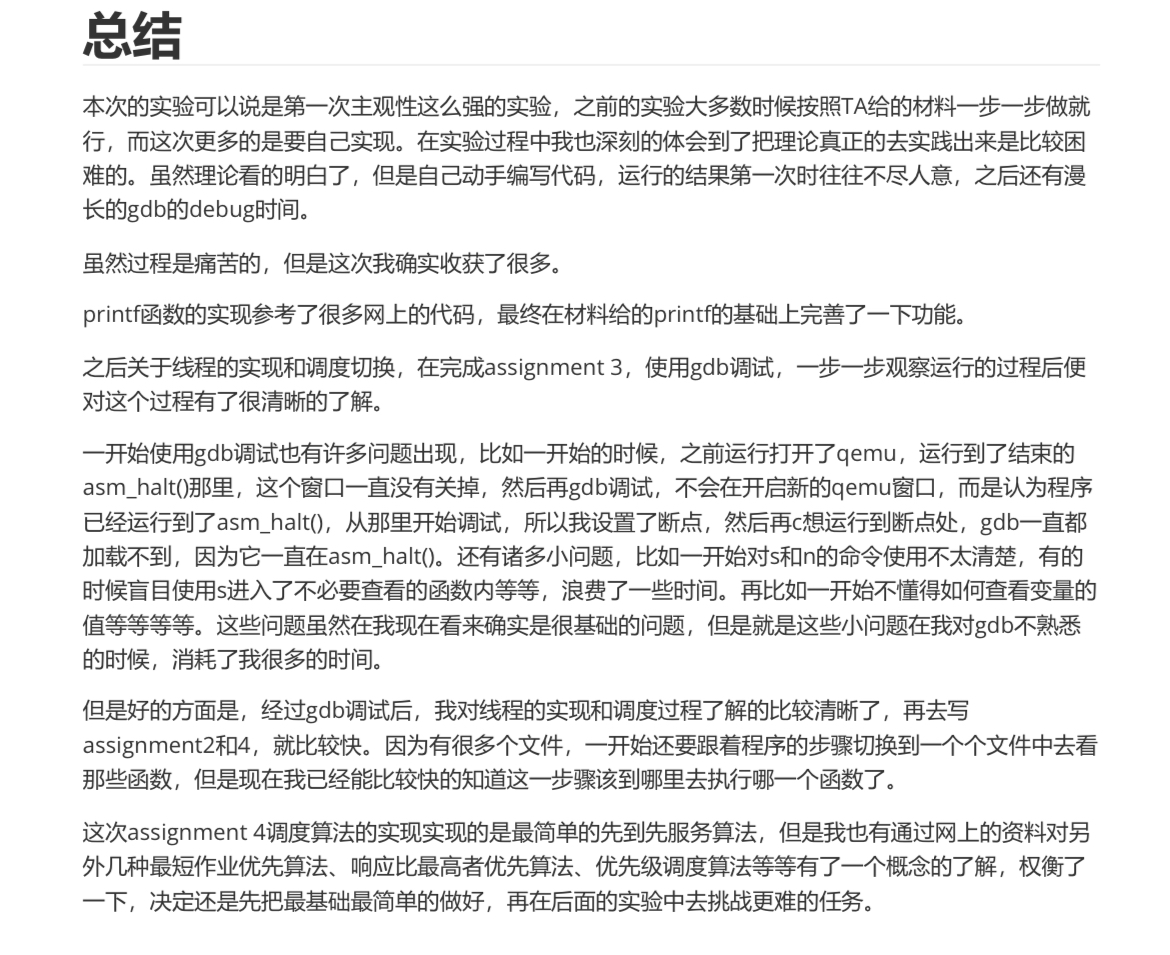 总结
本次的实验可以说是第一次主观性这么强的实验，之前的实验大多数时候按照TA给的材料一步一步做就
行，而这次更多的是要自己实现。在实验过程中我也深刻的体会到了把理论真正的去实践出来是比较困
难的。虽然理论看的明白了，但是自己动手编写代码，运行的结果第一次时往往不尽人意，之后还有漫
长的gdb的debug时间。
虽然过程是痛苦的，但是这次我确实收获了很多。
printf函数的实现参考了很多网上的代码，最终在材料给的printf的基础上完善了一下功能。
之后关于线程的实现和调度切换，在完成assignment 3，使用gdb调试，一步一步观察运行的过程后便
对这个过程有了很清晰的了解。
一开始使用gdb调试也有许多问题出现，比如一开始的时候，之前运行打开了qemu，运行到了结束的
asm_halt()那里，这个窗口一直没有关掉，然后再gdb调试，不会在开启新的qemu窗口，而是认为程序
已经运行到了asm_halt()，从那里开始调试，所以我设置了断点，然后再c想运行到断点处，gdb一直都
加载不到，因为它一直在asm_halt()。还有诸多小问题，比如一开始对s和n的命令使用不太清楚，有的
时候盲目使用s进入了不必要查看的函数内等等，浪费了一些时间。再比如一开始不懂得如何查看变量的
值等等等等。这些问题虽然在我现在看来确实是很基础的问题，但是就是这些小问题在我对gdb不熟悉
的时候，消耗了我很多的时间。
但是好的方面是，经过gdb调试后，我对线程的实现和调度过程了解的比较清晰了，再去写
assignment2和4，就比较快。因为有很多个文件，一开始还要跟着程序的步骤切换到一个个文件中去看
那些函数，但是现在我已经能比较快的知道这一步骤该到哪里去执行哪一个函数了。
这次assignment 4调度算法的实现实现的是最简单的先到先服务算法，但是我也有通过网上的资料对另
外几种最短作业优先算法、响应比最高者优先算法、优先级调度算法等等有了一个概念的了解，权衡了
一下，决定还是先把最基础最简单的做好，再在后面的实验中去挑战更难的任务。